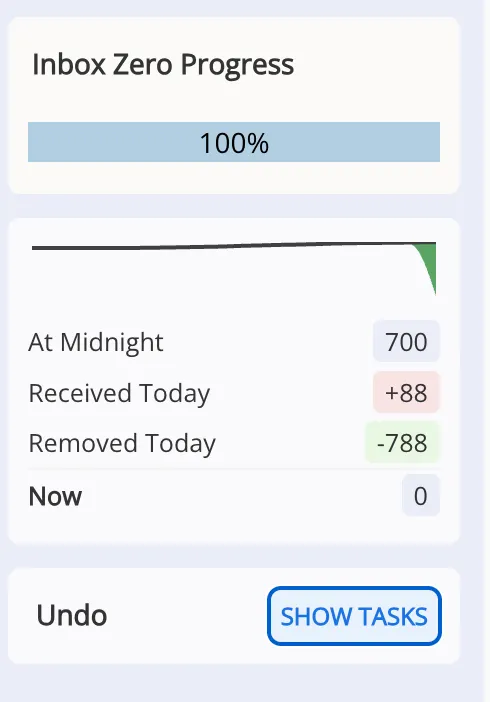 Inbox Zero Progress
100%
At Midnight 700
Received Today +88
Removed Today -788
Now 0
Undo SHOW TASKS